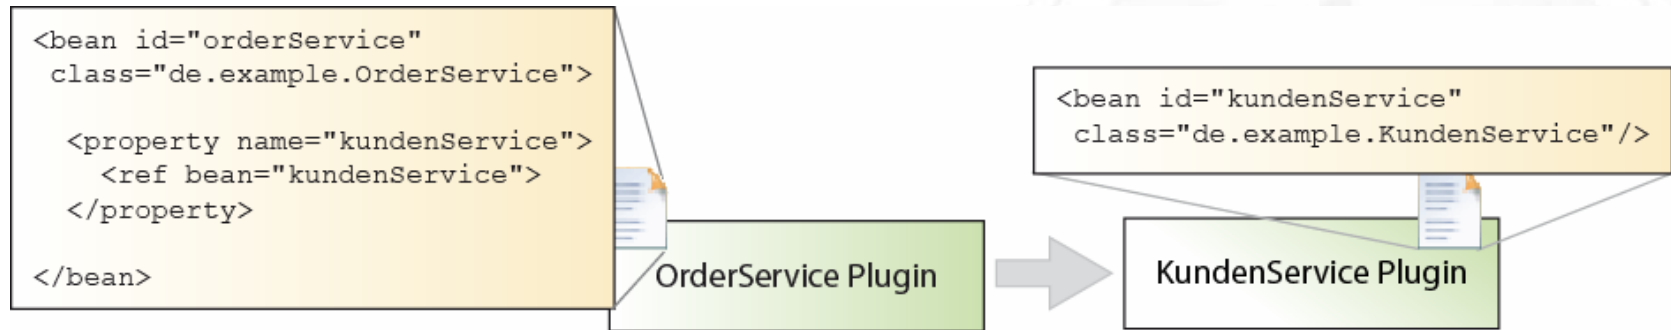 <bean id="orderService"
class="de.example.OrderService">
<property name="kundenService">
<ref bean="kundenService">
</property>
</bean>
OrderService Plugin
<bean id="kundenService"
class="de.example.KundenService"/>
KundenService Plugin